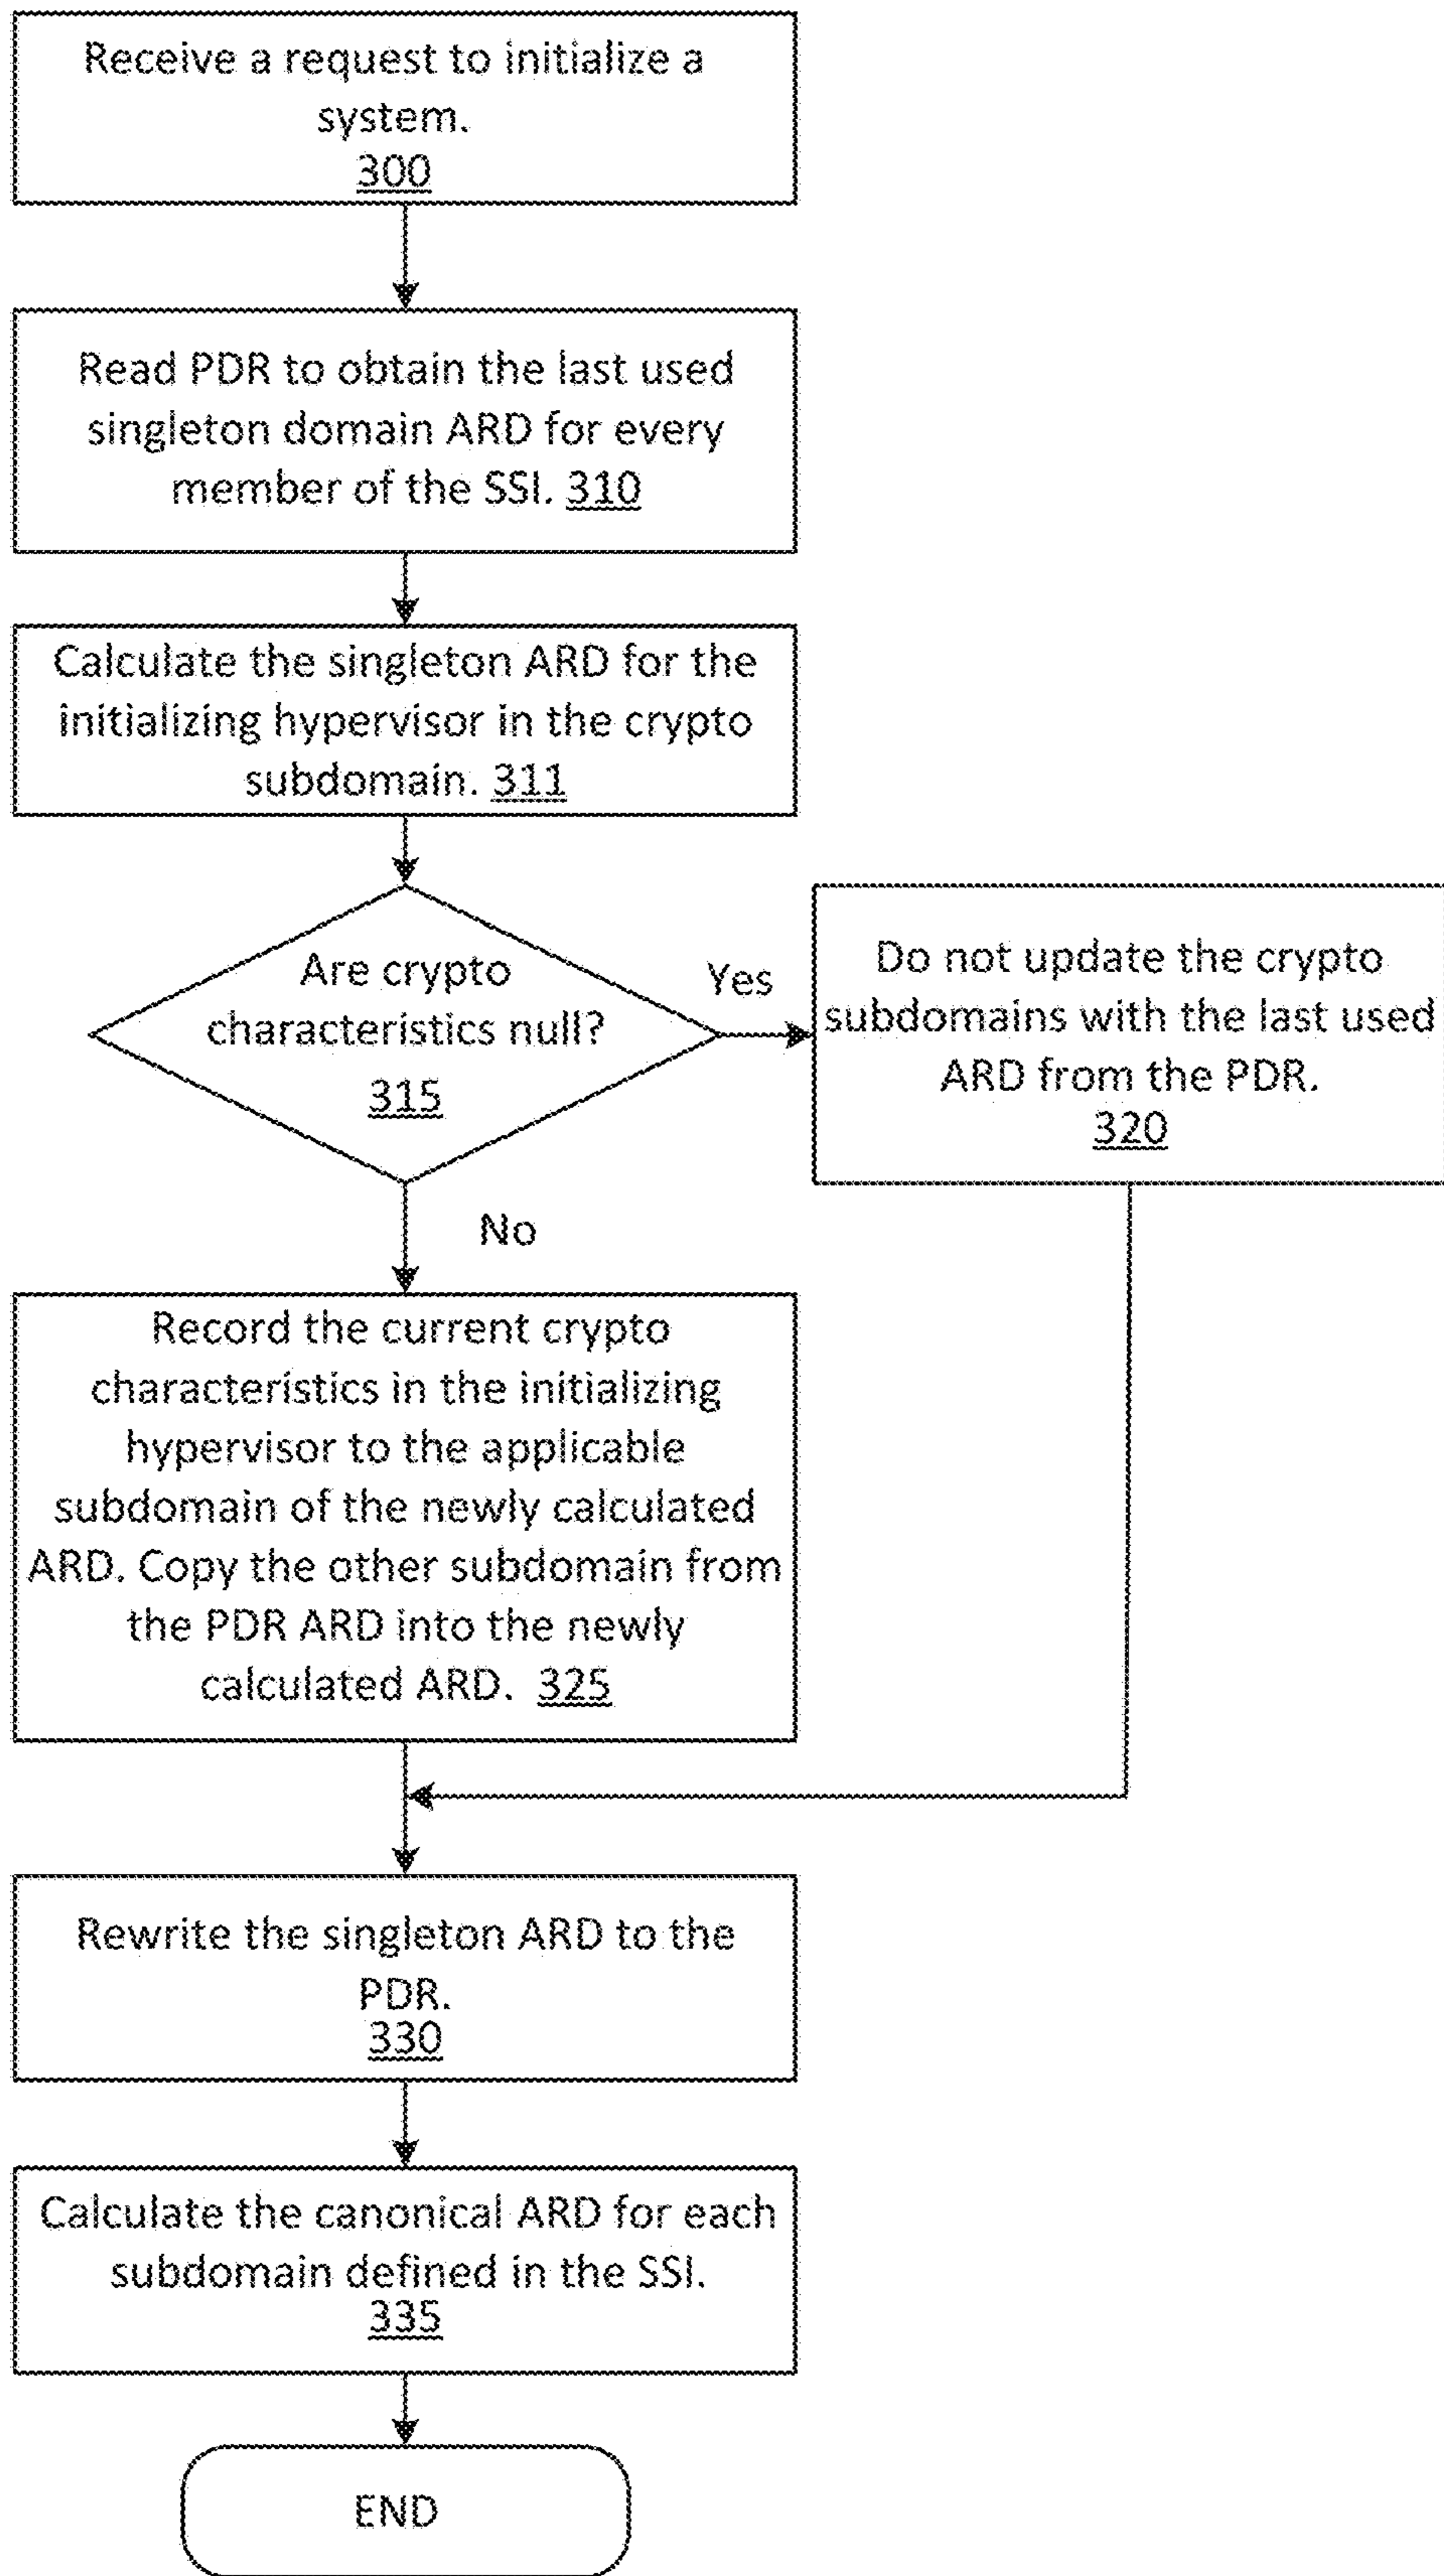 Receive a request to initialize a
system.
300
Read PDR to obtain the last used
singleton domain ARD for every
member of the SSI. 310
Calculate the singleton ARD for the
initializing hypervisor in the crypto
subdomain. 311
Are crypto
characteristics null?
315
Yes
Do not update the crypto
subdomains with the last used
ARD from the PDR.
320
No
Record the current crypto
characteristics in the initializing
hypervisor to the applicable
subdomain of the newly calculated
ARD. Copy the other subdomain from
the PDR ARD into the newly
calculated ARD. 325
Rewrite the singleton ARD to the
PDR.
330
Calculate the canonical ARD for each
subdomain defined in the SSI.
335
END